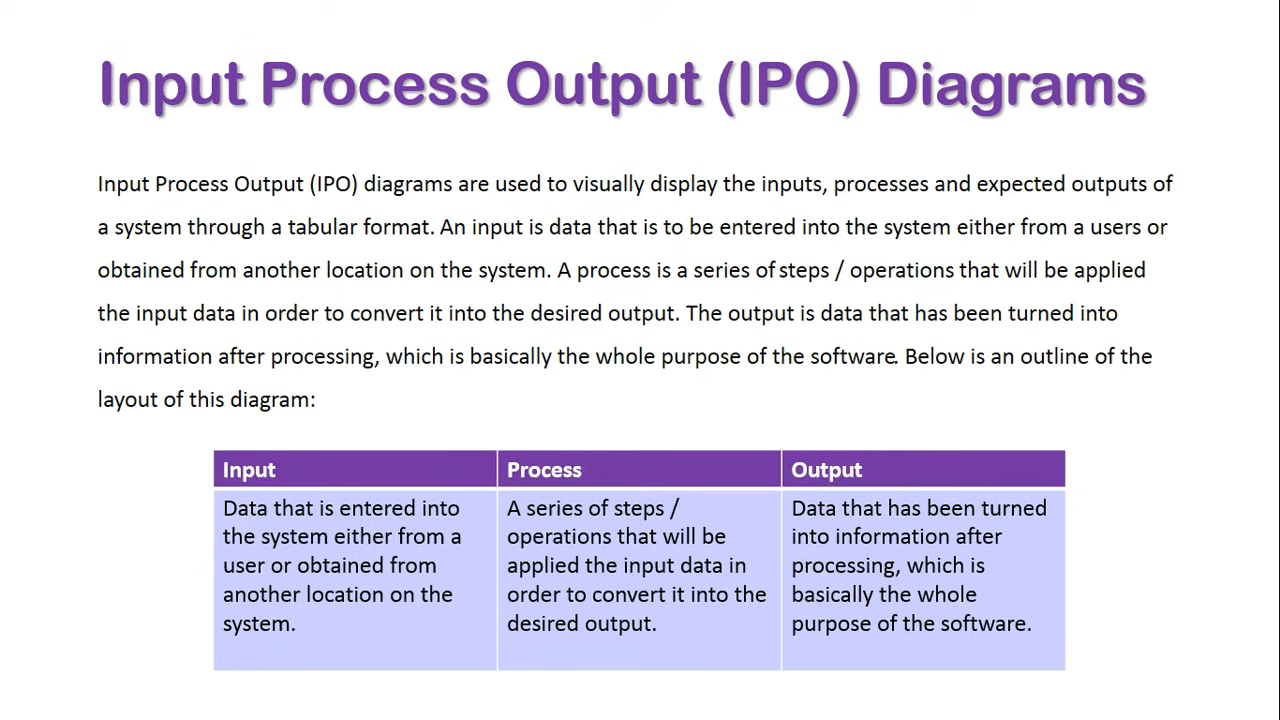 Input Process Output (IPO) Diagrams
Input Process Output (IPO) diagrams are used to visually display the inputs, processes and expected outputs of
a system through a tabular format. An input is data that is to be entered into the system either from a users or
obtained from another location on the system. A process is a series of steps / operations that will be applied
the input data in order to convert it into the desired output. The output is data that has been turned into
information after processing, which is basically the whole purpose of the software. Below is an outline of the
layout of this diagram:
Input
Process
Output
Data that is entered into
the system either from a
user or obtained from
another location on the
system.
A series of steps /
operations that will be
applied the input data in
order to convert it into the
desired output.
Data that has been turned
into information after
processing, which is
basically the whole
purpose of the software.